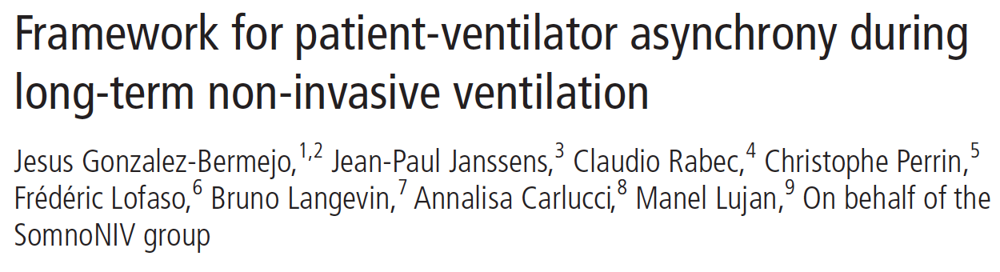 Framework for patient-ventilator asynchrony during
long-term non-invasive ventilation
Jesus Gonzalez-Bermejo,1,2 Jean-Paul Janssens,3 Claudio Rabec,4 Christophe Perrin,5
Frédéric Lofaso,6 Bruno Langevin,7 Annalisa Carlucci,8 Manel Lujan,9 On behalf of the
SomnoNIV group